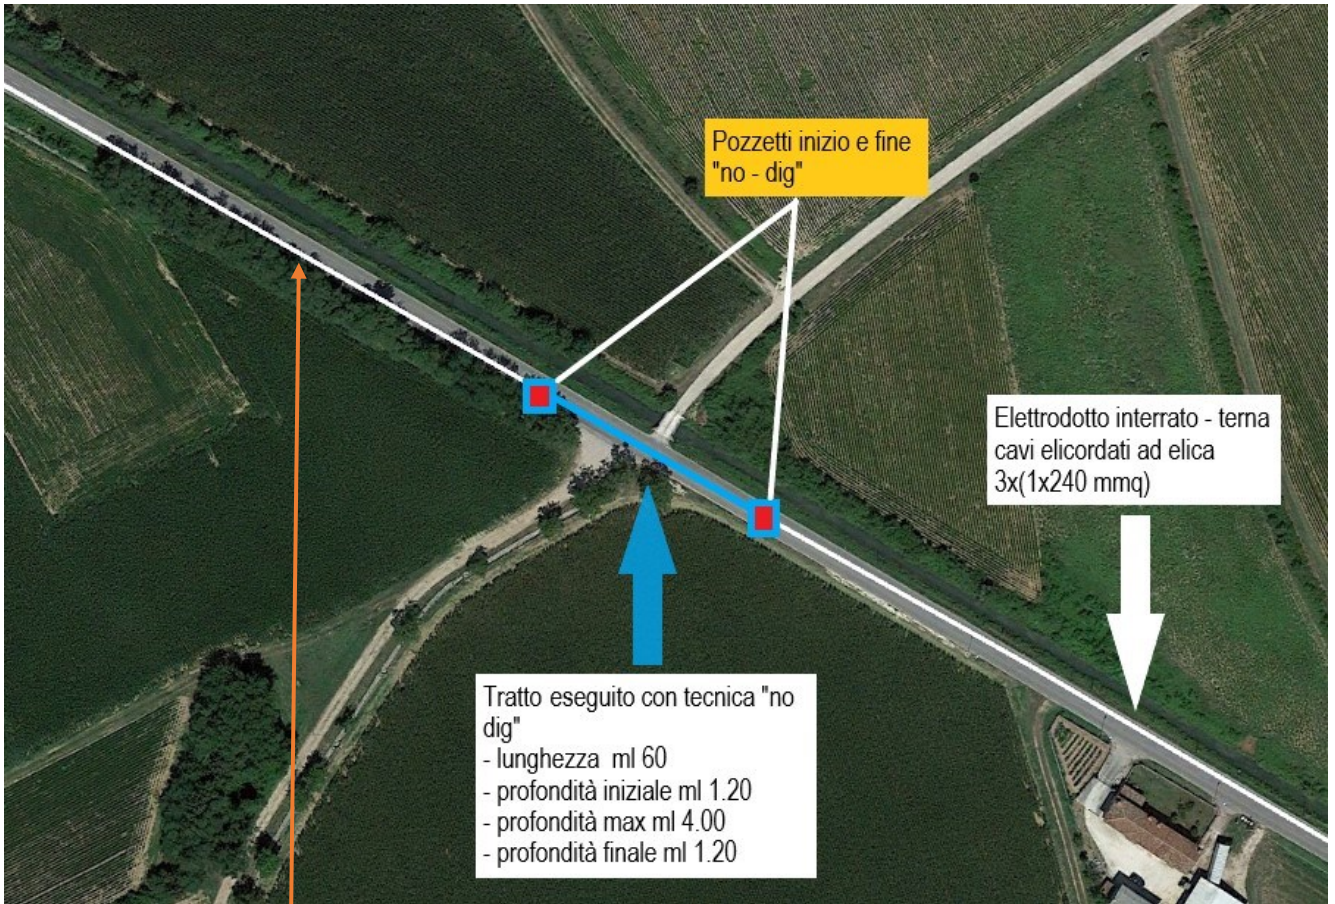 Pozzetti inizio e fine
"no - dig"
Elettrodotto interrato - terna
cavi elicordati ad elica
3x(1x240 mmq)
Tratto eseguito con tecnica "no
dig"
- lunghezza  ml 60
- profondità iniziale ml 1.20
- profondità max ml 4.00
- profondità finale ml 1.20